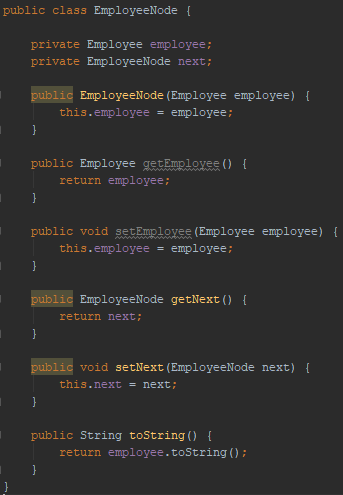 public class EmployeeNode {
private Employee employee;
private EmployeeNode next;
public EmployeeNode(Employee employee) {
this.employee = employee;
}
public Employee getEmployee() {
return employee;
}
public void setEmployee(Employee employee) {
this.employee = employee;
}
public EmployeeNode getNext() {
return next;
}
public void setNext(EmployeeNode next) {
this.next = next;
}
public String toString() {
return employee.toString();
}
}